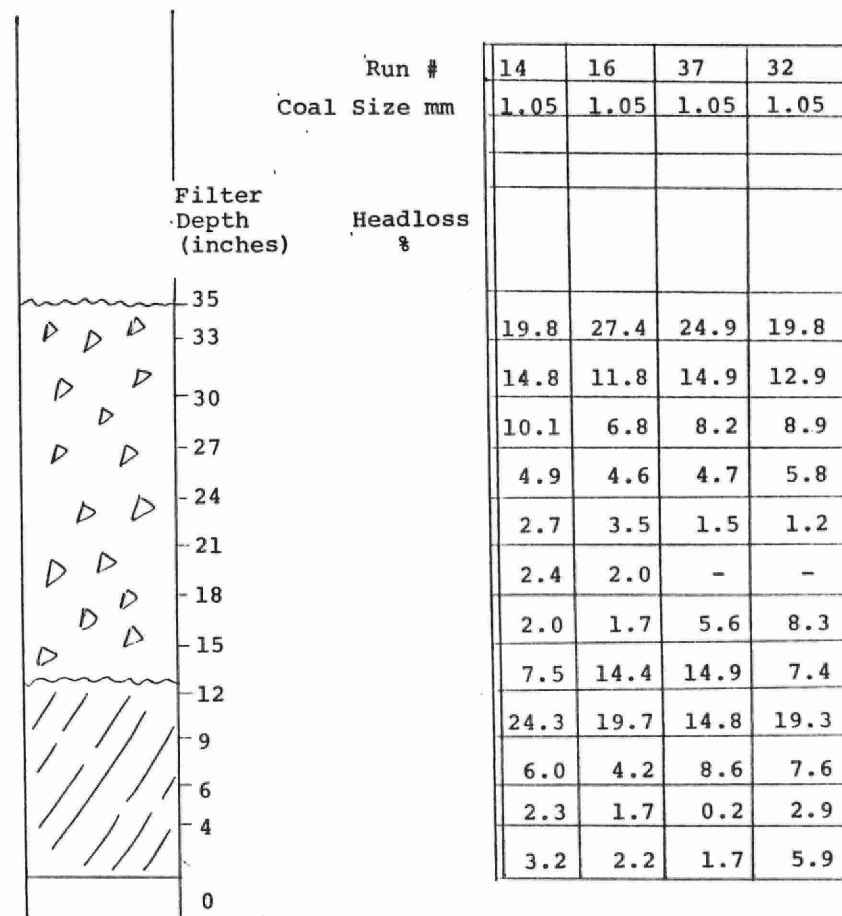 Run # 14 16 37 32
Coal Size mm 1.05 1.05 1.05 1.05
Filter
Depth Headloss
(inches) %
35
33 19.8 27.4 24.9 19.8
14.8 11.8 14.9 12.9
30
10.1 6.8 8.2 8.9
27
4.9 4.6 4.7 5.8
24
2.7 3.5 1.5 1.2
21
2.4 2.0 - -
18
2.0 1.7 5.6 8.3
15
7.5 14.4 14.9 7.4
12
24.3 19.7 14.8 19.3
9
6.0 4.2 8.6 7.6
6
2.3 1.7 0.2 2.9
4
3.2 2.2 1.7 5.9
0